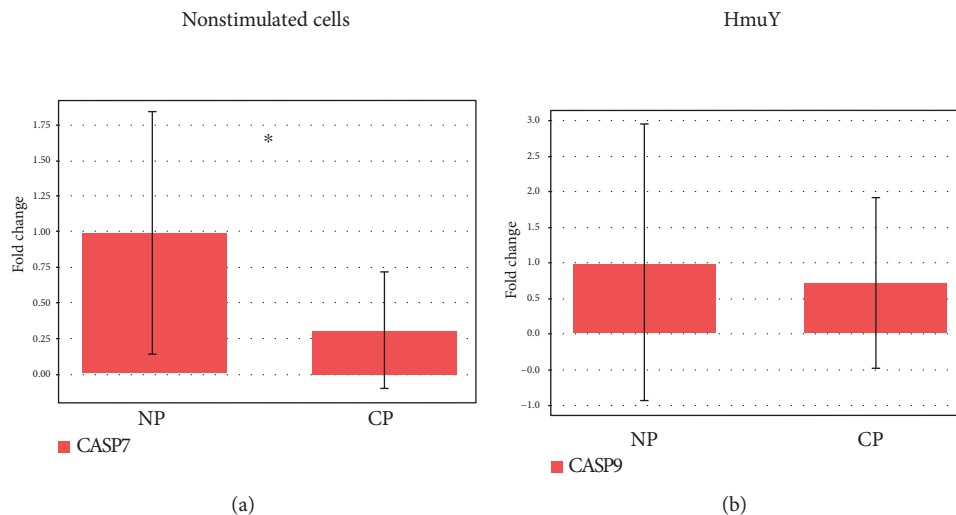 Nonstimulated cells
HmuY
Fold change
1.75
1.50
1.25
1.00
0.75
0.50
0.25
0.00
*
NP
CP
CASP7
(a)
Fold change
3.0
2.5
2.0
1.5
1.0
0.5
0.0
−0.0
−1.0
NP
CP
CASP9
(b)